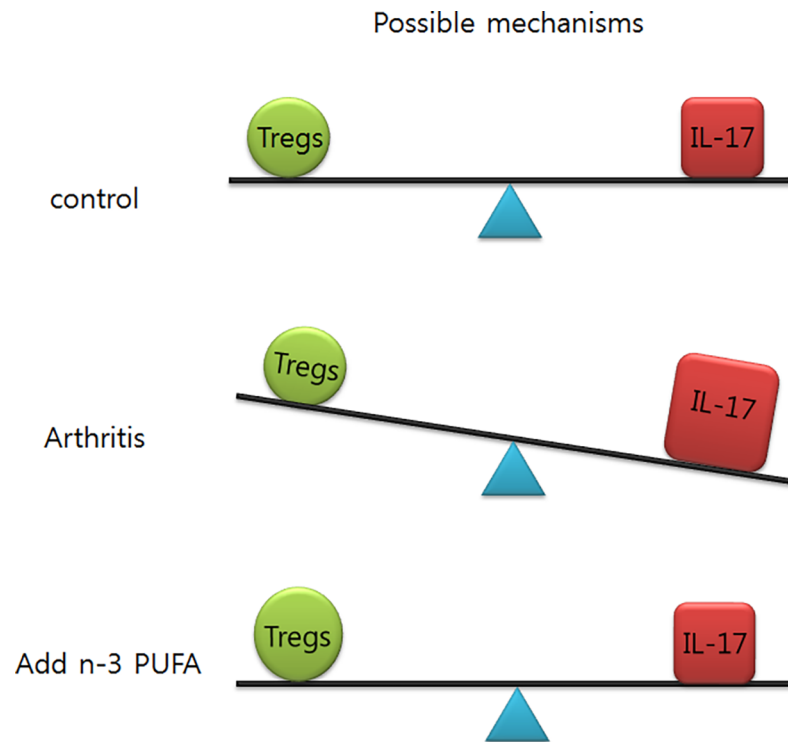 Possible mechanisms
Tregs
IL-17
control
Tregs
IL-17
Arthritis
Tregs
IL-17
Add n-3 PUFA